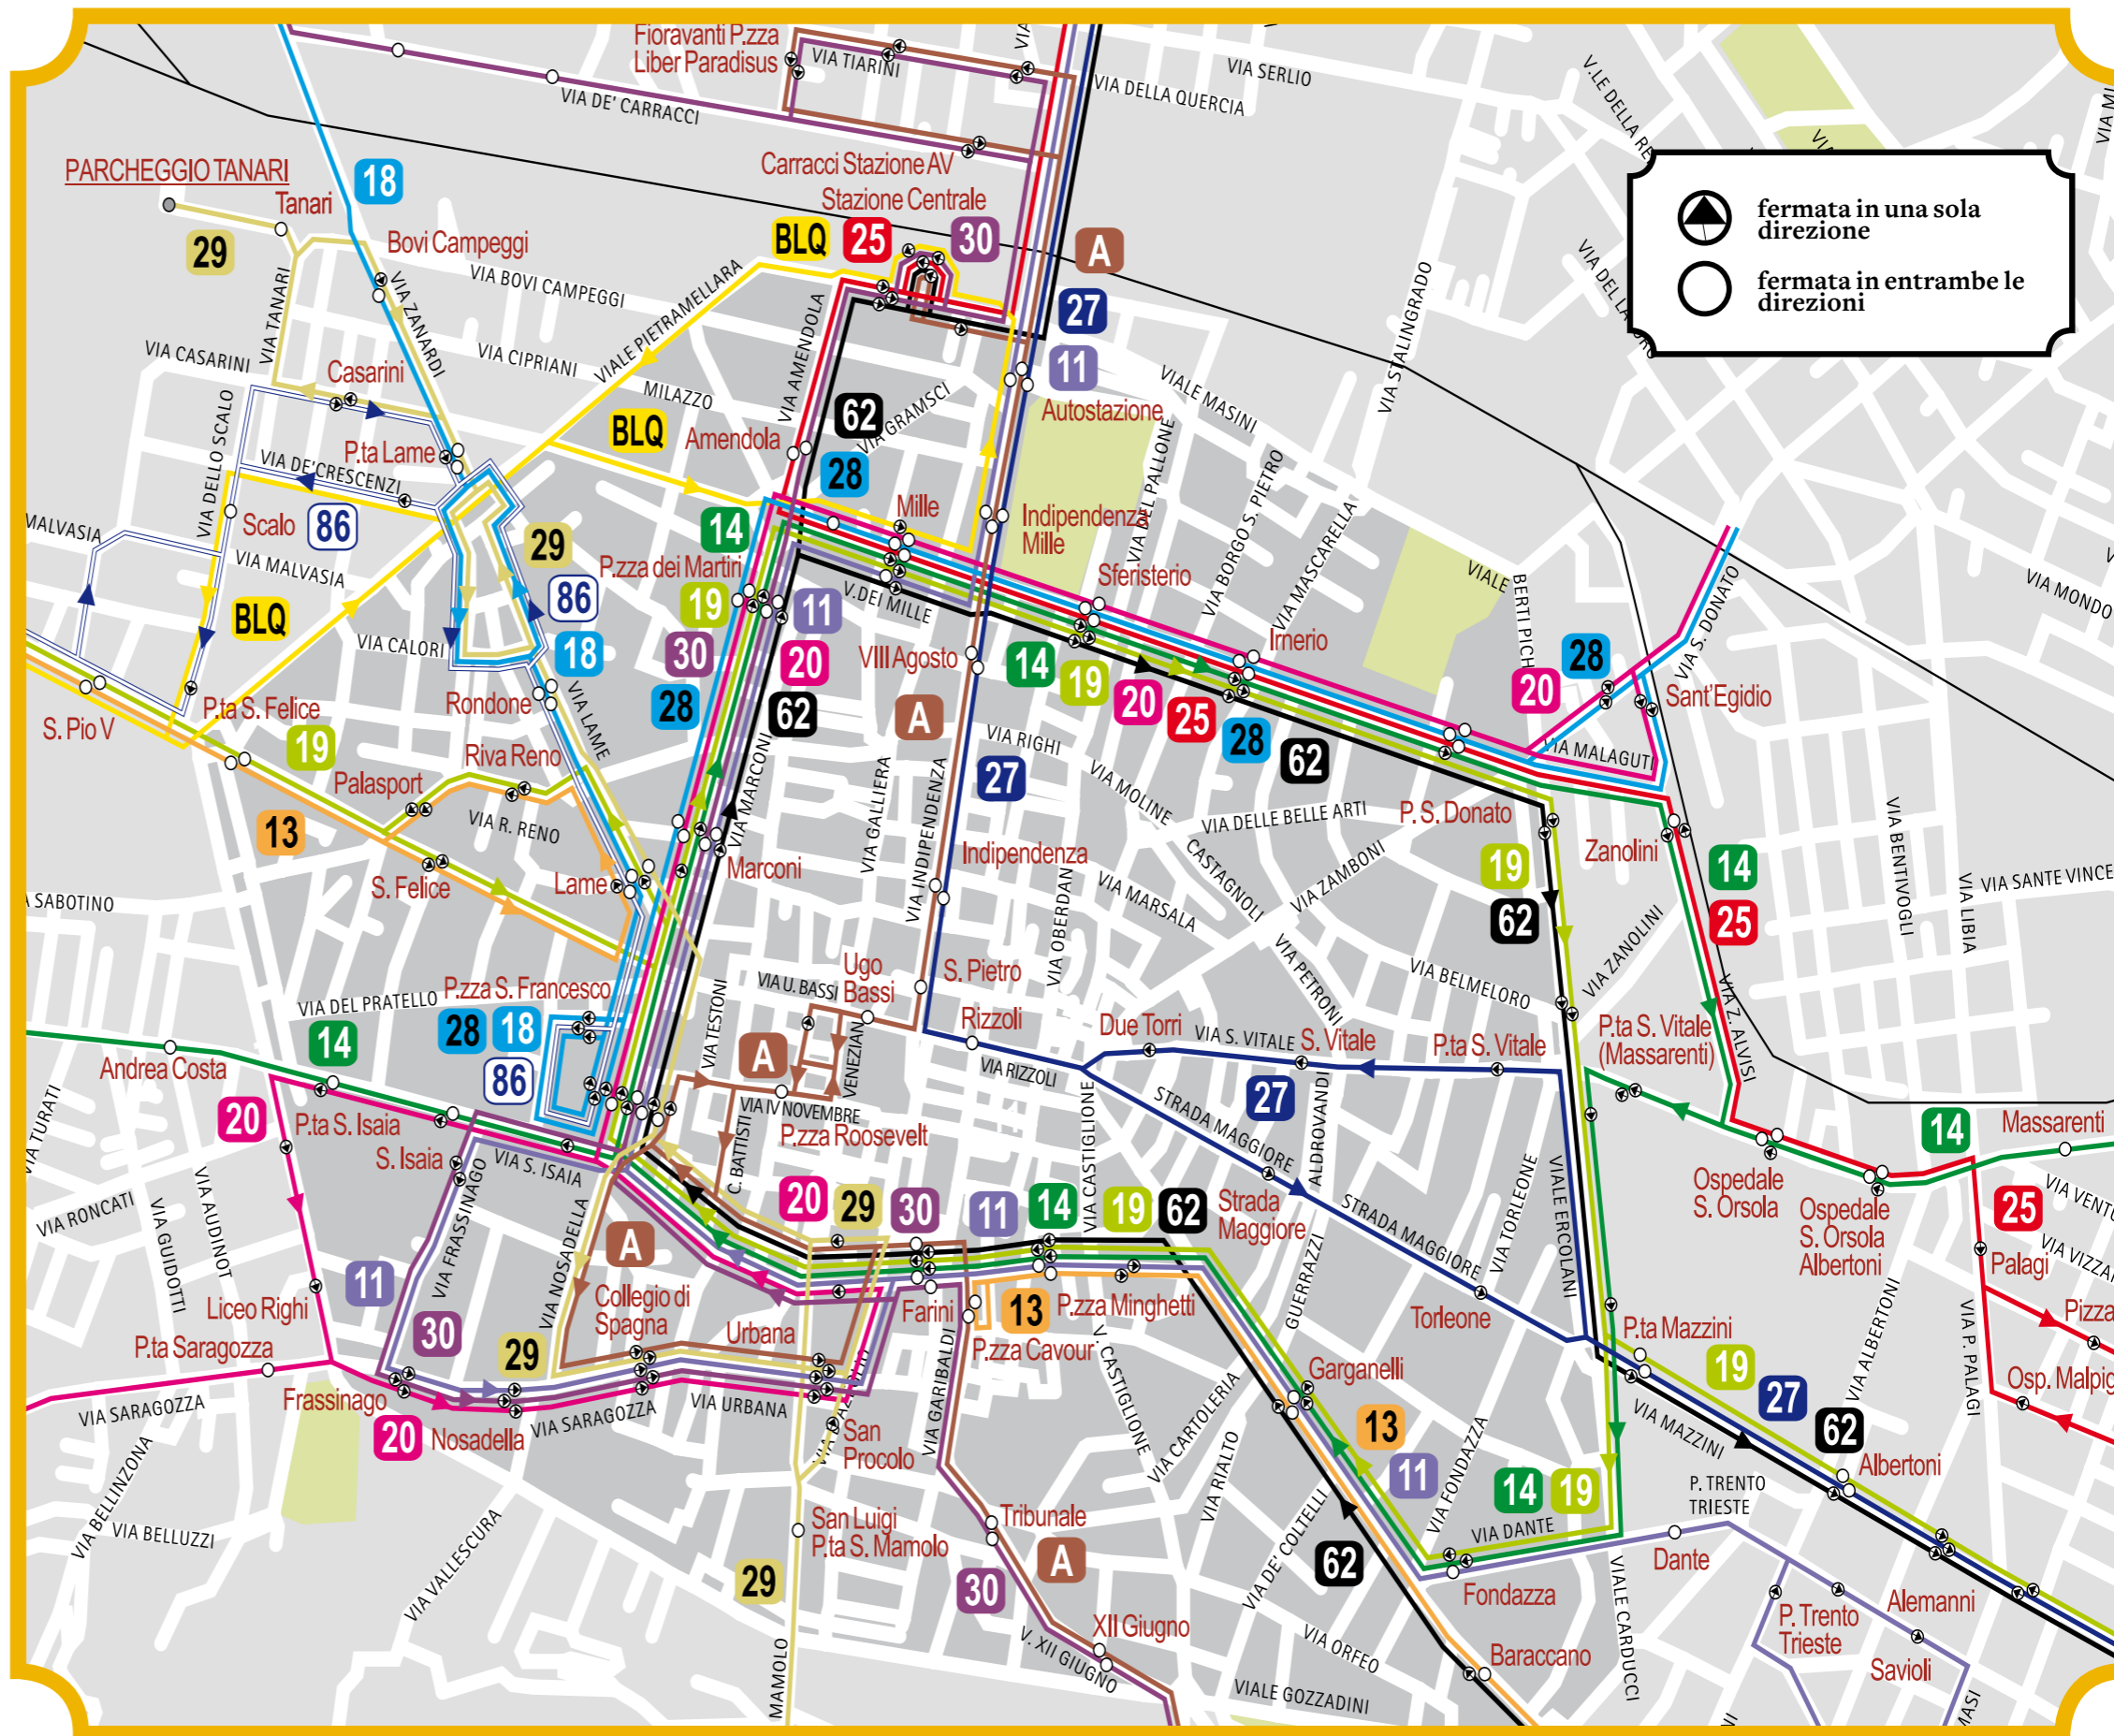 Fioravanti P.zza
Liber Paradisus
VIA TIARINI
VIA
VIA SERLIO
VIA DELLA QUERCIA
VIA DE' CARRACCI
PARCHEGGIO TANARI
18
Tanari
Carracci Stazione AV
Stazione Centrale
fermata in una sola
direzione
fermata in entrambe le
direzioni
29
Bovi Campeggi
BLQ
25
30
A
VIA BOVI CAMPEGGI
VIA TANARI
VIA ZANARDI
VIALE PIETRAMELLARA
VIA AMENDOLA
27
VIA STALINGRADO
VIA CASARINI
Casarini
VIA CIPRIANI
MILAZZO
11
VIALE MASINI
62
VIA GRAMSCI
Autostazione
VIA DELLO SCALO
P.ta Lame
BLQ
Amendola
VIA DEL PALLONE
VIA DE'CRESCENZI
28
VIA BORGO S. PIETRO
Scalo
86
29
14
Mille
Indipendenza
Mille
VIA MASCARELLA
MALVASIA
VIA MALVASIA
P.zza dei Martiri
V.DEI MILLE
Sferisterio
VIALE
BERTI PICH
VIA S. DONATO
VIA MONDO
BLQ
86
19
11
VIA CALORI
18
30
20
VIII Agosto
14
19
20
25
28
62
Irnerio
20
28
Sant'Egidio
S. Pio V
P.ta S. Felice
19
Rondone
VIA LAME
28
62
A
VIA RIGHI
VIA MALAGUTI
Riva Reno
Palasport
VIA R. RENO
13
VIA MARCONI
VIA GALLIERA
VIA INDIPENDENZA
27
VIA MOLINE
VIA DELLE BELLE ARTI
P. S. Donato
Zanolini
VIA BENTIVOGLI
S. Felice
Lame
Marconi
Indipendenza
VIA OBERDAN
VIA MARSALA
CASTAGNOLI
VIA ZAMBONI
19
62
14
25
VIA LIBIA
VIA SANTE VINCE
SABOTINO
VIA ZANOLINI
VIA PETRONI
VIA BELMELORO
VIA DEL PRATELLO
P.zza S. Francesco
28
18
86
VIA TESTONI
VIA U. BASSI
Ugo
Bassi
S. Pietro
Rizzoli
VIA RIZZOLI
Due Torri
VIA S. VITALE
S. Vitale
P.ta S. Vitale
P.ta S. Vitale
(Massarenti)
VIA Z. ALVISI
14
Andrea Costa
A
VENEZIAN
27
ALDROVANDI
STRADA MAGGIORE
VIA TURATI
20
P.ta S. Isaia
S. Isaia
VIA S. ISAIA
VIA IV NOVEMBRE
P.zza Roosevelt
C. BATTISTI
VIA CASTIGLIONE
14
Massarenti
VIA RONCATI
VIA GUIDOTTI
VIA AUDINOT
VIA FRASSINAGO
VIA NOSADELLA
A
20
29
30
11
14
19
62
Strada
Maggiore
STRADA MAGGIORE
VIA TORLEONE
VIALE ERCOLANI
Ospedale
S. Orsola
Ospedale
S. Orsola
Albertoni
25
VIA VENTU
Palagi
VIA VIZZA
Liceo Righi
11
30
Collegio di
Spagna
Urbana
Farini
13
P.zza Minghetti
P.zza Cavour
GUERRAZZI
Torleone
P.ta Mazzini
VIA ALBERTONI
VIA P. PALAGI
Pizza
P.ta Saragozza
29
V. CASTIGLIONE
Garganelli
19
27
62
Osp. Malpig
VIA SARAGOZZA
Frassinago
20
Nosadella
VIA SARAGOZZA
VIA URBANA
San
Procolo
VIA GARIBALDI
VIA CARTOLERIA
13
11
VIA FONDAZZA
VIA MAZZINI
Albertoni
VIA BELLINZONA
VIA BELLUZZI
VIA VALLESCURA
San Luigi
P.ta S. Mamolo
29
Tribunale
A
30
VIA RIALTO
VIA DE' COLTELLI
62
14
19
VIA DANTE
Fondazza
P. TRENTO
TRIESTE
Dante
VIALE CARDUCCI
P. Trento
Trieste
Alemanni
Savioli
MAMOLO
XII Giugno
V. XII GIUGNO
VIA ORFEO
VIALE GOZZADINI
Baraccano